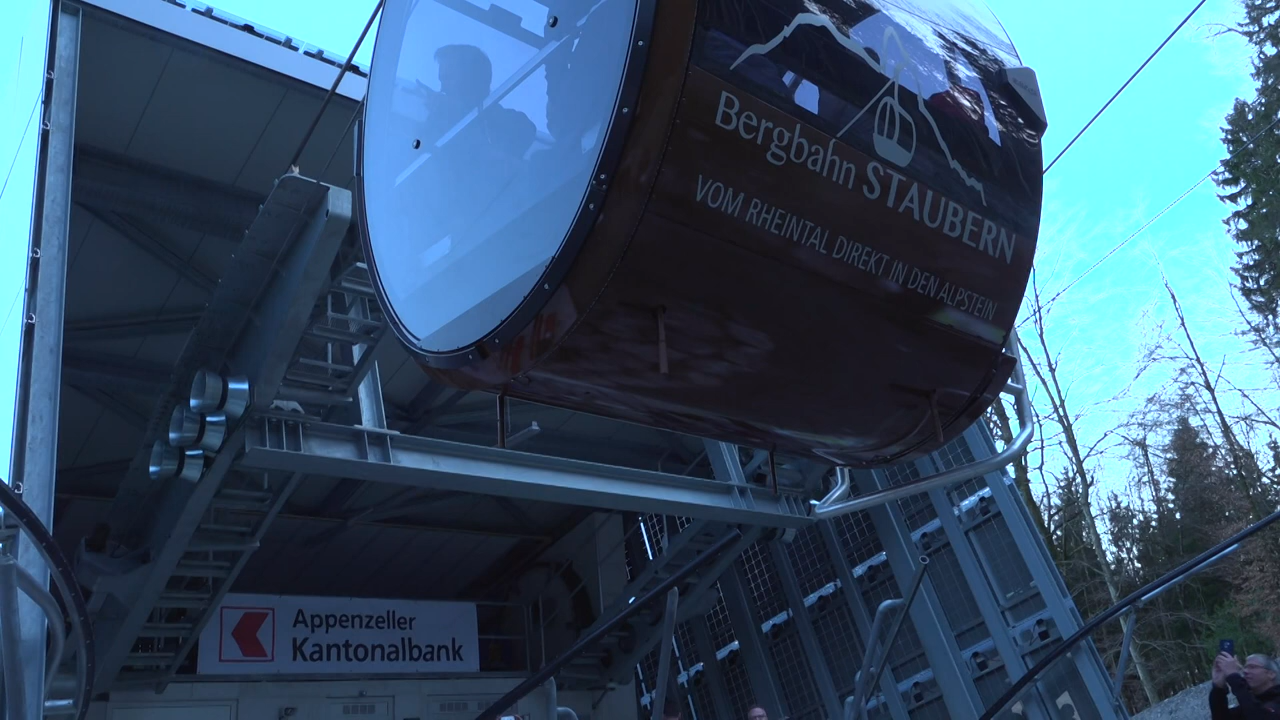 Bergbahn STAUBERN
VOM RHEINTAL DIREKT IN DEN ALPSTEIN
Appenzeller
Kantonalbank